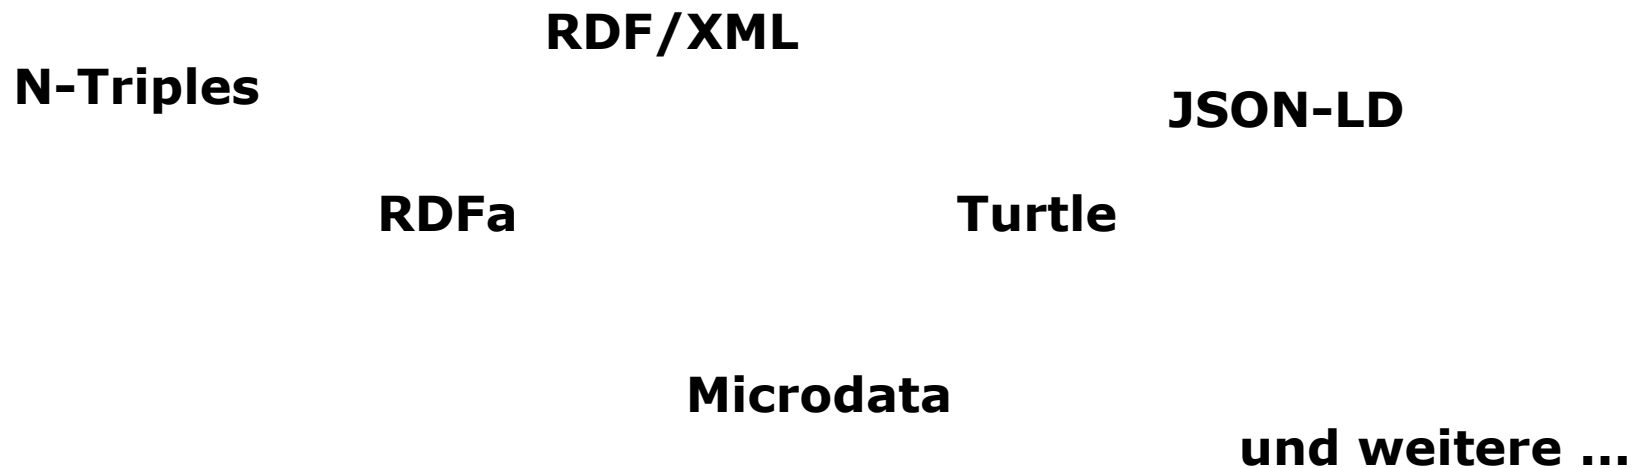 RDF/XML
N-Triples
JSON-LD
RDFa
Turtle
Microdata
und weitere ...